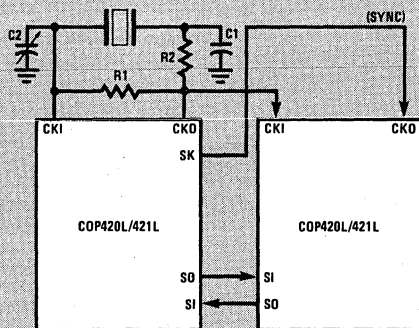 (SYNC)
C2
C1
R2
R1
CKI
CKO
CKI
CKO
SK
COP420L/421L
COP420L/421L
SO
SI
SI
SO